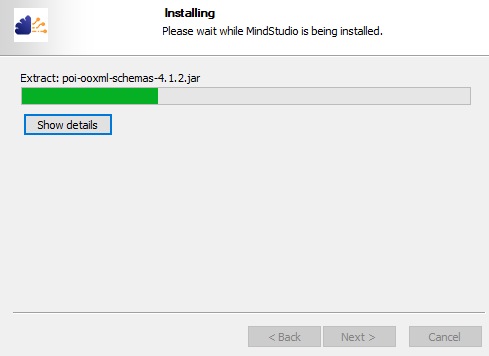 Installing
Please wait while MindStudio is being installed.
Extract: poi-ooxml-schemas-4.1.2.jar
Show details
< Back
Next >
Cancel